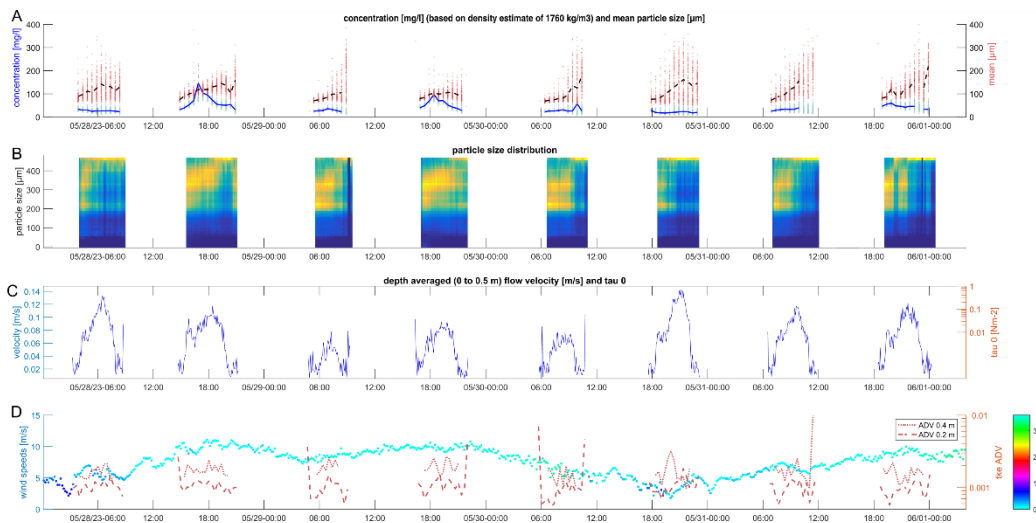 A
concentration [mg/l] (based on density estimate of 1760 kg/m3) and mean particle size [µm]
400
300
200
100
0
concentration [mg/l]
400
300
200
100
0
mean [µm]
05/28/23-06:00 12:00 18:00 05/29-00:00 06:00 12:00 18:00 05/30-00:00 06:00 12:00 18:00 05/31-00:00 06:00 12:00 18:00 06/01-00:00
B
particle size distribution
400
300
200
100
0
particle size [µm]
05/28/23-06:00 12:00 18:00 05/29-00:00 06:00 12:00 18:00 05/30-00:00 06:00 12:00 18:00 05/31-00:00 06:00 12:00 18:00 06/01-00:00
C
depth averaged (0 to 0.5 m) flow velocity [m/s] and tau 0
0.14
0.12
0.1
0.08
0.06
0.04
0.02
velocity [m/s]
1
0.1
0.01
tau 0 [Nm-2]
05/28/23-06:00 12:00 18:00 05/29-00:00 06:00 12:00 18:00 05/30-00:00 06:00 12:00 18:00 05/31-00:00 06:00 12:00 18:00 06/01-00:00
D
15
10
5
0
wind speeds [m/s]
ADV 0.4 m
ADV 0.2 m
0.01
0.001
tke ADV
05/28/23-06:00 12:00 18:00 05/29-00:00 06:00 12:00 18:00 05/30-00:00 06:00 12:00 18:00 05/31-00:00 06:00 12:00 18:00 06/01-00:00